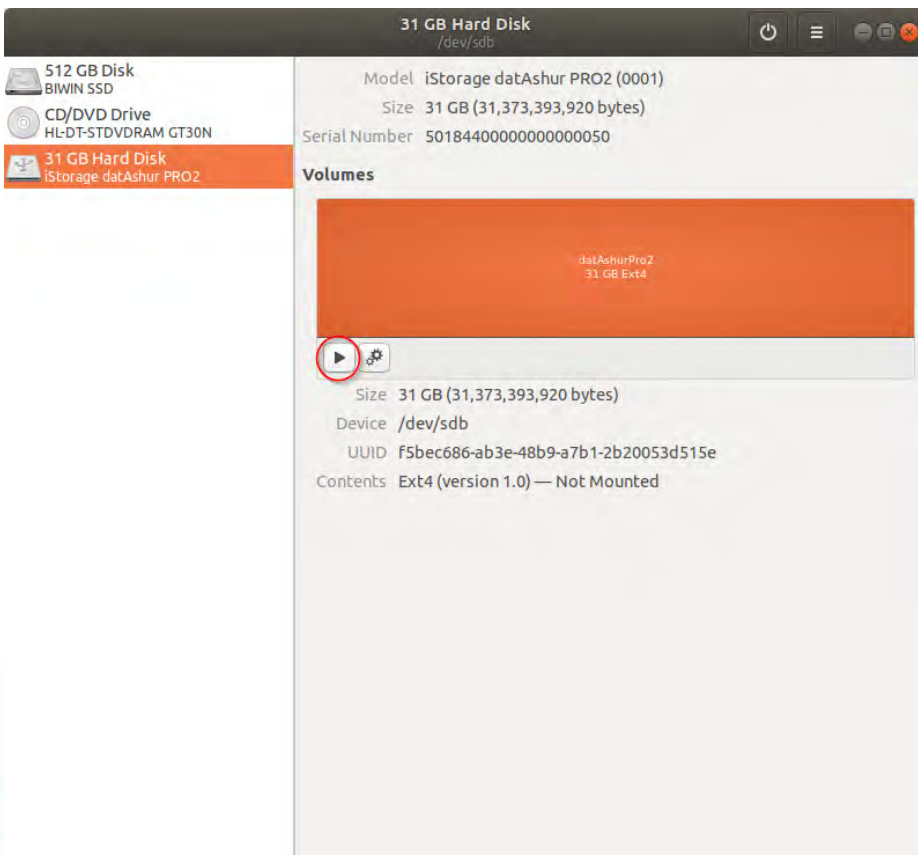 31 GB Hard Disk
/dev/sdb
512 GB Disk
BIWIN SSD
CD/DVD Drive
HL-DT-STDVDRAM GT30N
31 GB Hard Disk
iStorage datAshur PRO2
Model iStorage datAshur PRO2 (0001)
Size 31 GB (31,373,393,920 bytes)
Serial Number 50184400000000000050
Volumes
datAshurPro2
31 GB Ext4
Size 31 GB (31,373,393,920 bytes)
Device /dev/sdb
UUID f5bec686-ab3e-48b9-a7b1-2b20053d515e
Contents Ext4 (version 1.0) — Not Mounted